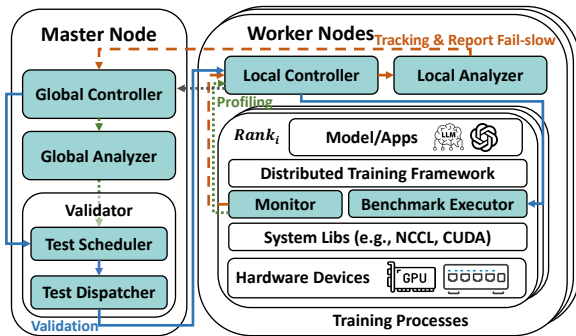 Master Node
Worker Nodes
Tracking & Report Fail-slow
Global Controller
Local Controller
Local Analyzer
Profiling
Global Analyzer
Rank_i
Model/Apps
LLM
Distributed Training Framework
Validator
Monitor
Benchmark Executor
Test Scheduler
System Libs (e.g., NCCL, CUDA)
Test Dispatcher
Hardware Devices
GPU
Validation
Training Processes